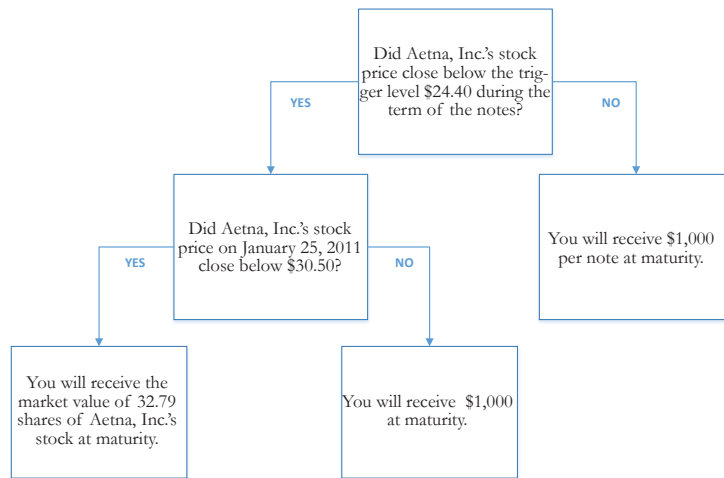 Did Aetna, Inc.'s stock
price close below the trig-
ger level $24.40 during the
term of the notes?
YES
NO
Did Aetna, Inc.'s stock
price on January 25, 2011
close below $30.50?
You will receive $1,000
per note at maturity.
YES
NO
You will receive the
market value of 32.79
shares of Aetna, Inc.'s
stock at maturity.
You will receive $1,000
at maturity.